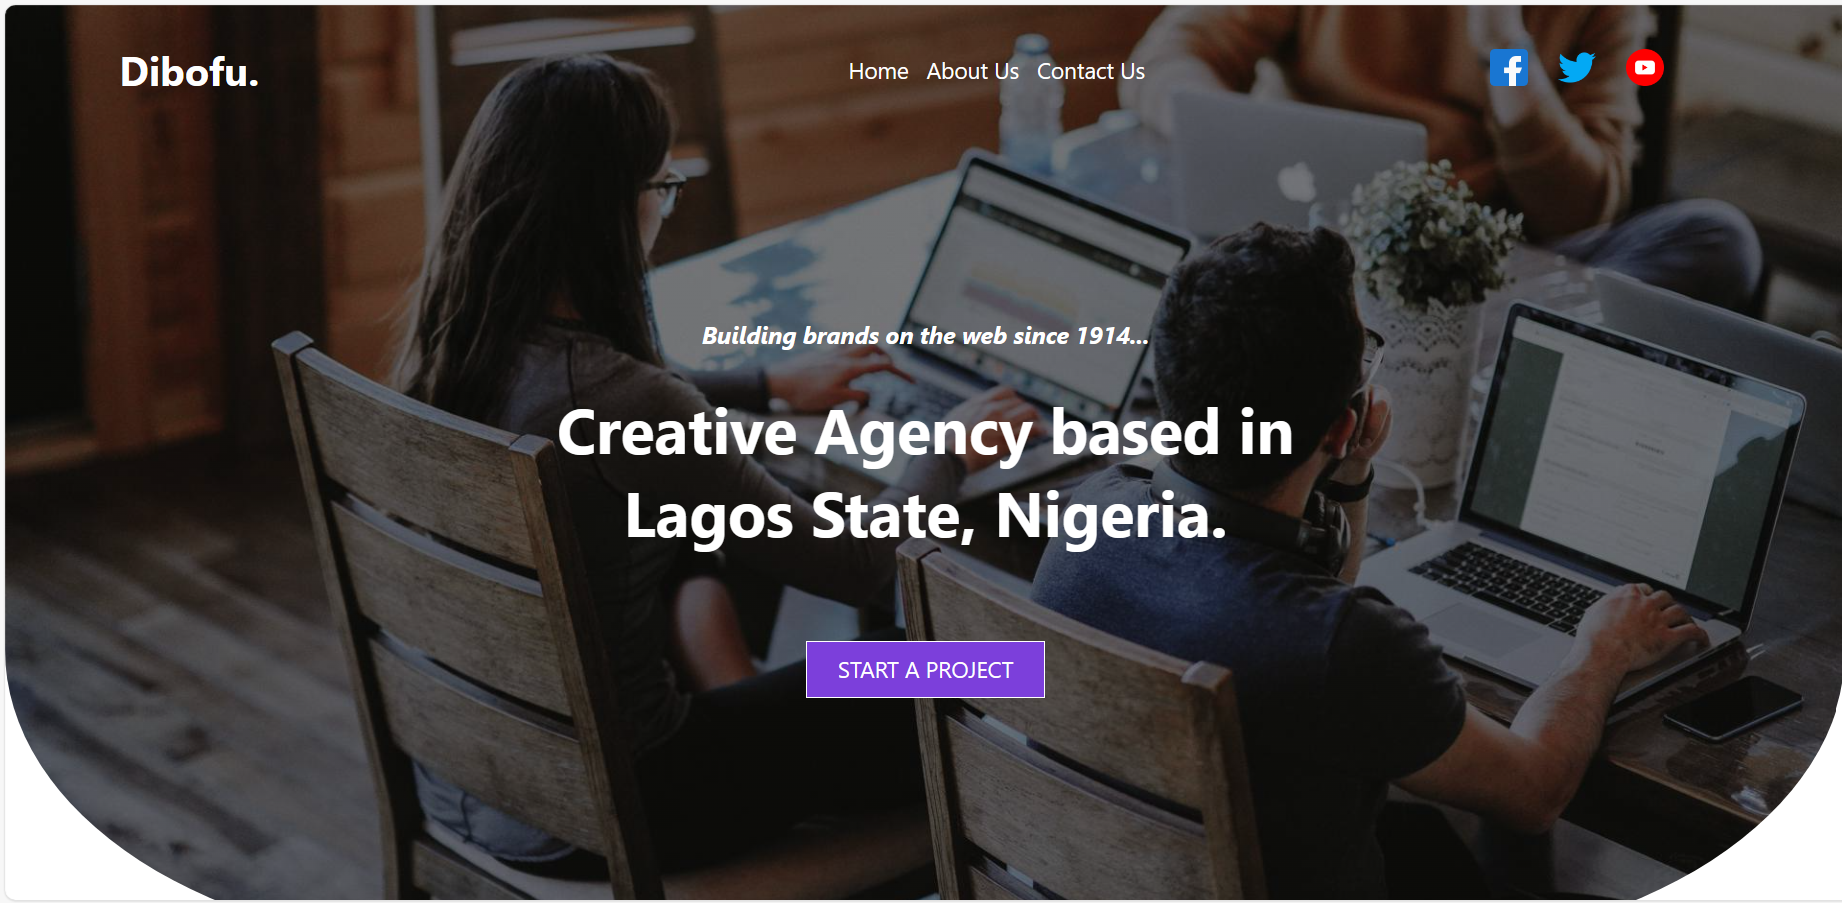 Dibofu.
Home About Us Contact Us
Building brands on the web since 1914...
Creative Agency based in
Lagos State, Nigeria.
START A PROJECT